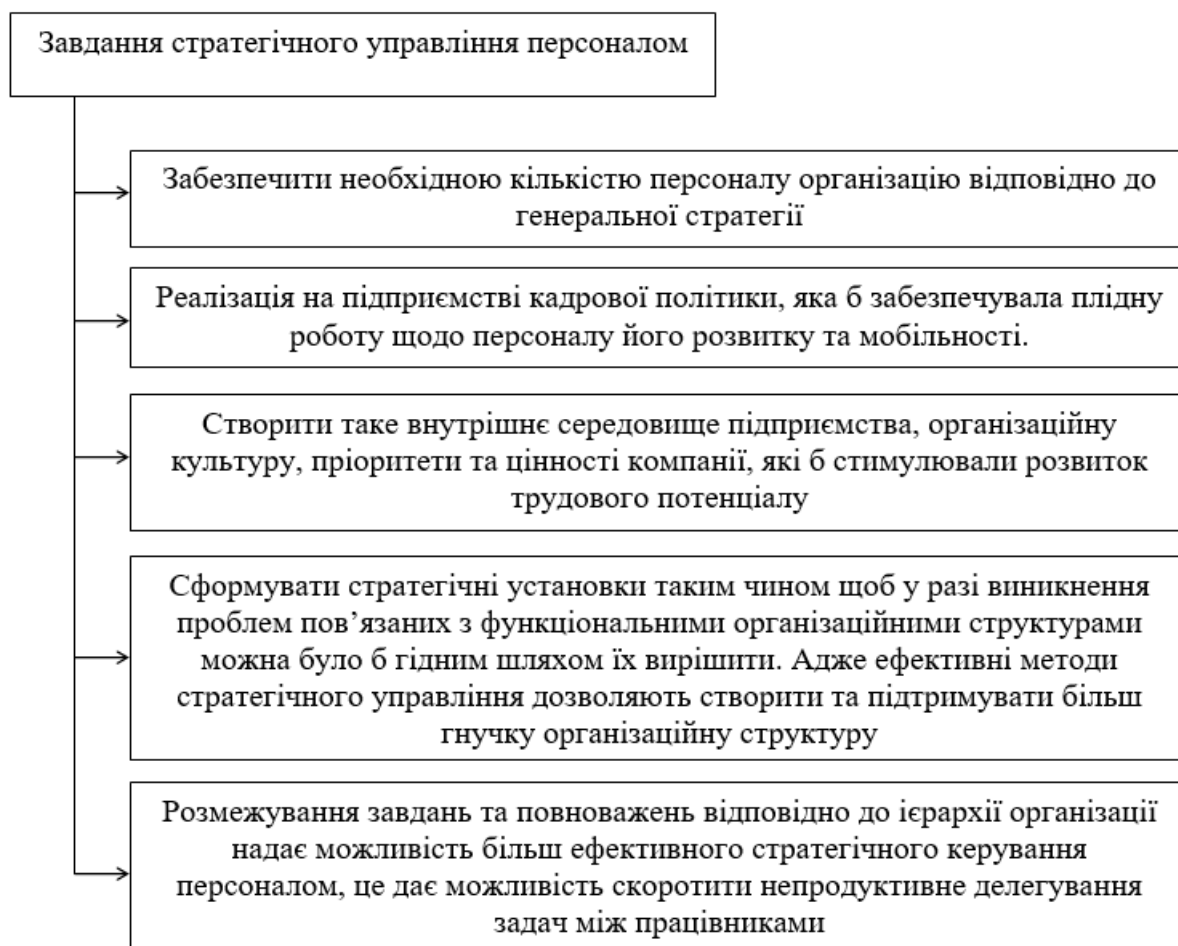 Завдання стратегічного управління персоналом
Забезпечити необхідною кількістю персоналу організацію відповідно до
генеральної стратегії
Реалізація на підприємстві кадрової політики, яка б забезпечувала плідну
роботу щодо персоналу його розвитку та мобільності.
Створити таке внутрішнє середовище підприємства, організаційну
культуру, пріоритети та цінності компанії, які б стимулювали розвиток
трудового потенціалу
Сформувати стратегічні установки таким чином щоб у разі виникнення
проблем пов’язаних з функціональними організаційними структурами
можна було б гідним шляхом їх вирішити. Адже ефективні методи
стратегічного управління дозволяють створити та підтримувати більш
гнучку організаційну структуру
Розмежування завдань та повноважень відповідно до ієрархії організації
надає можливість більш ефективного стратегічного керування
персоналом, це дає можливість скоротити непродуктивне делегування
задач між працівниками